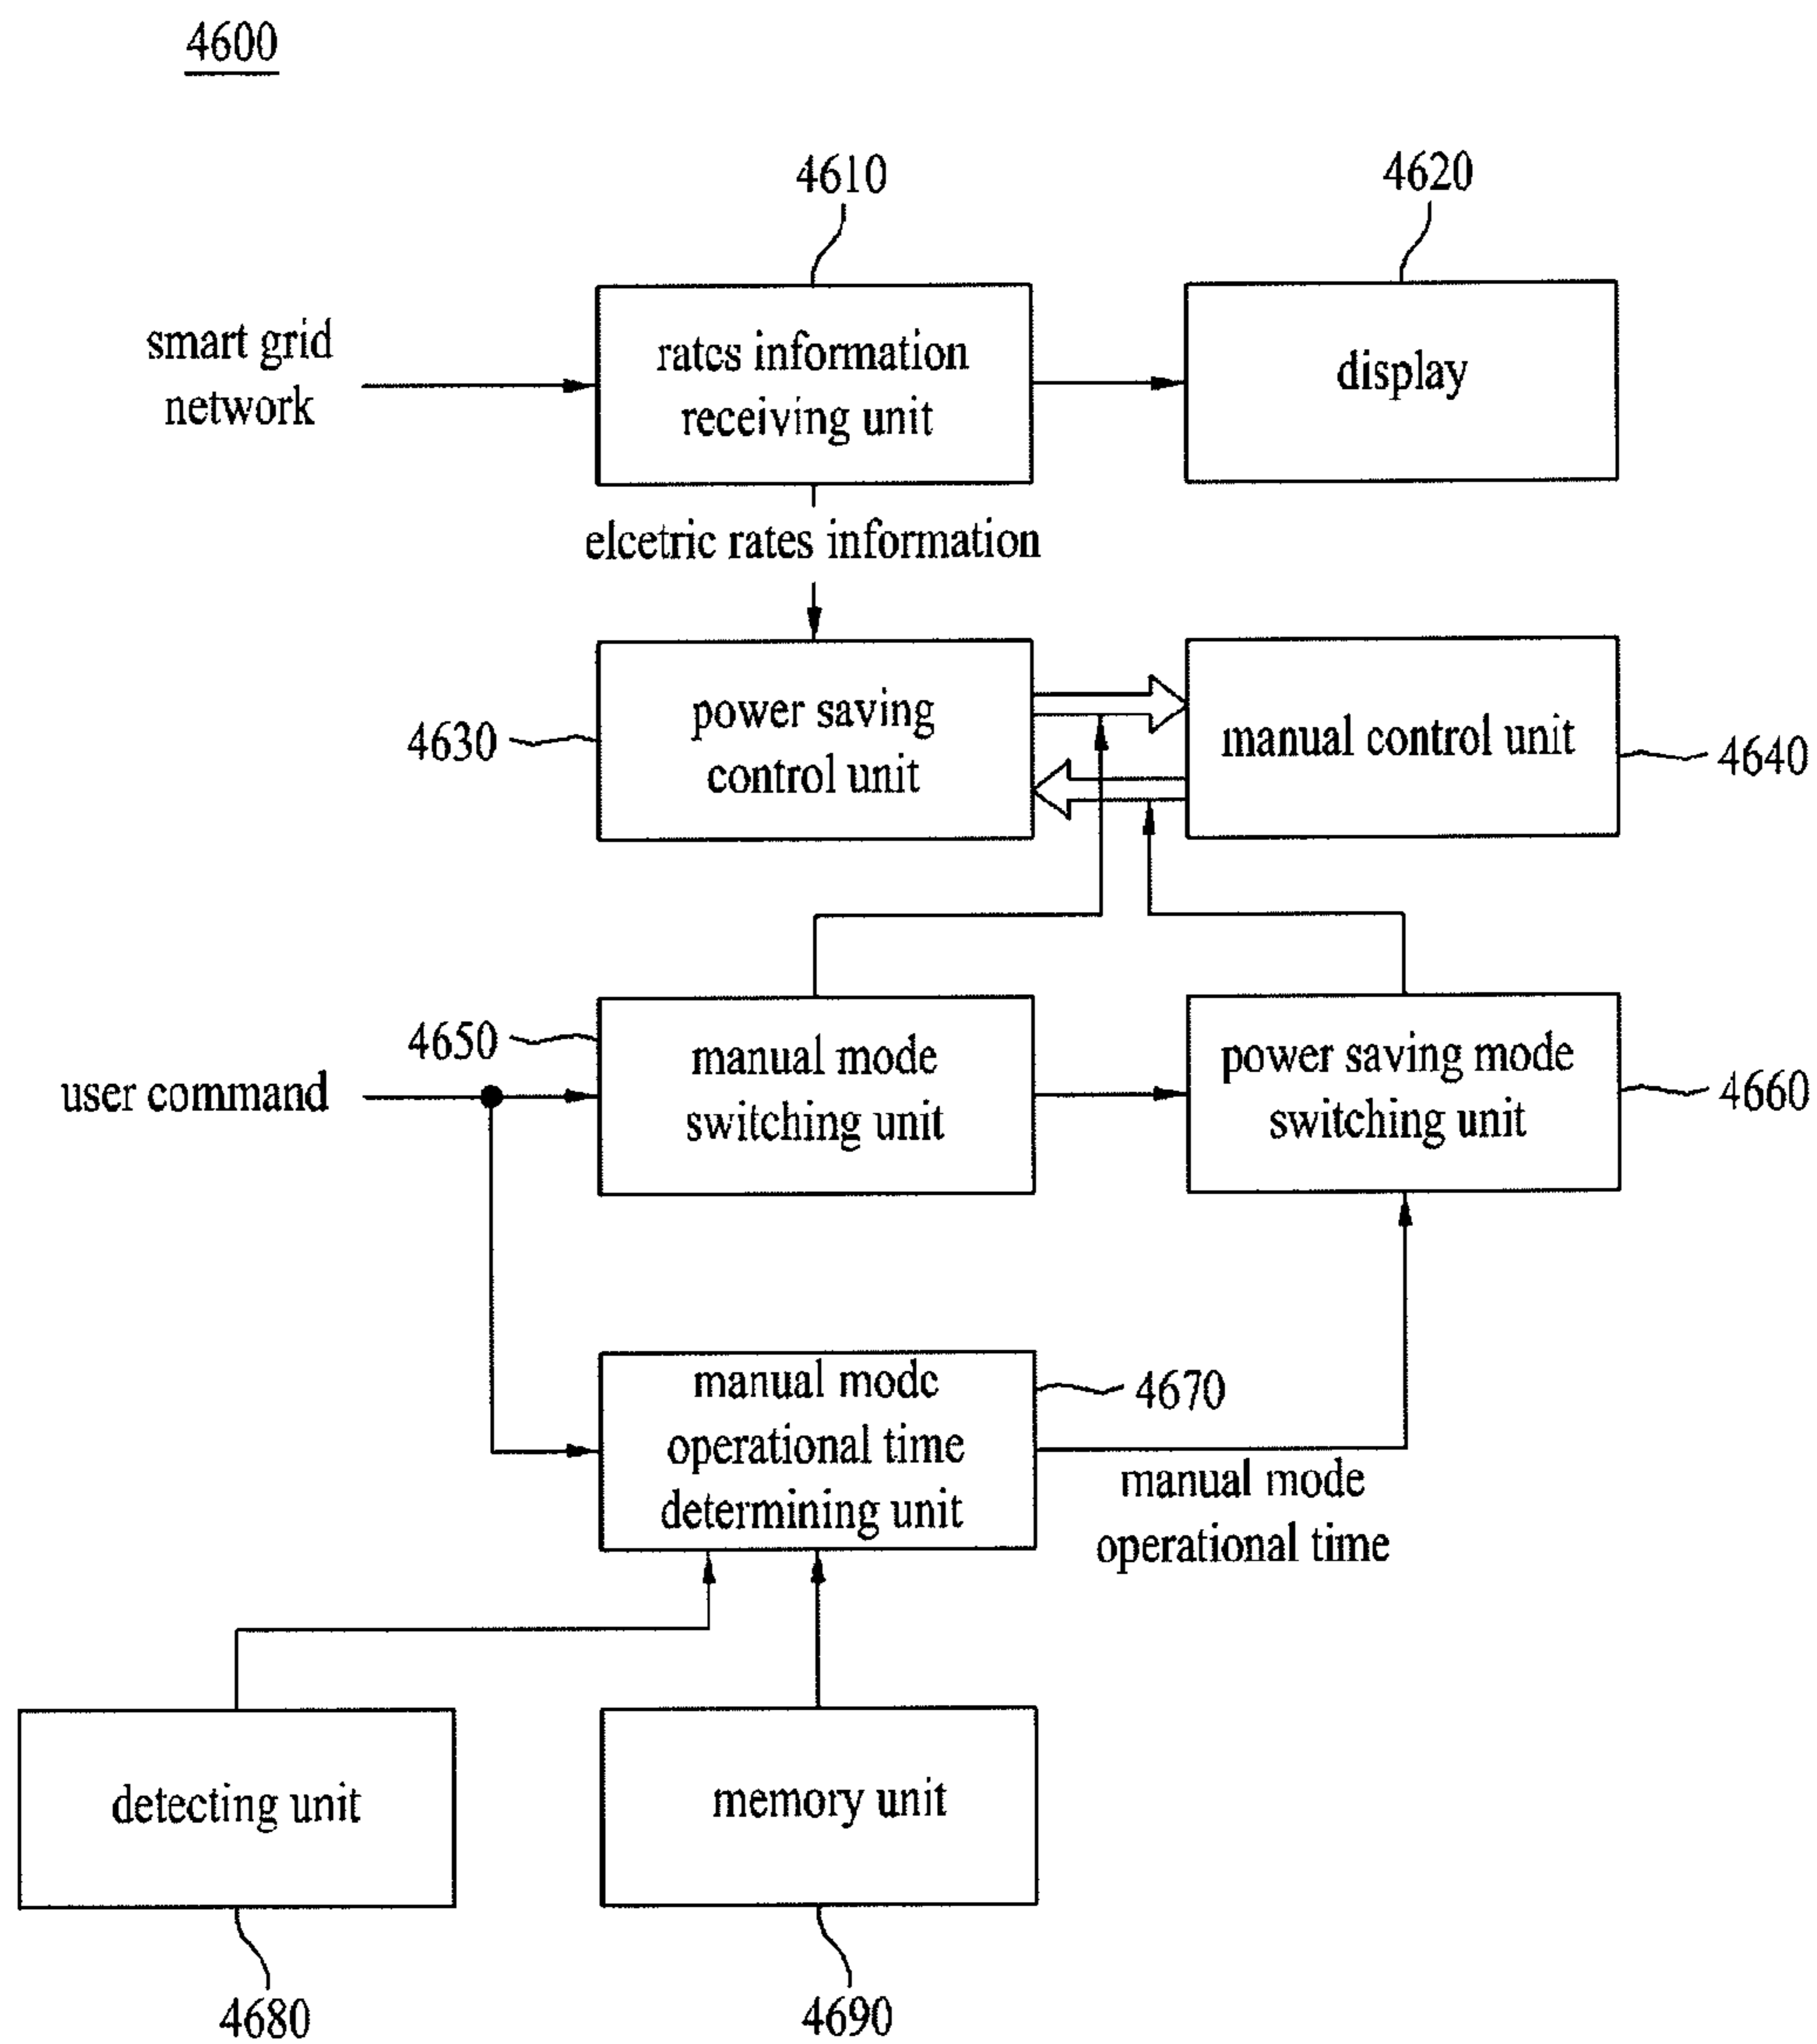 4600
4610
4620
smart grid
network
rates information
receiving unit
display
elcetric rates information
4630
power saving
control unit
manual control unit
4640
4650
user command
manual mode
switching unit
power saving mode
switching unit
4660
manual mode
operational time
determining unit
4670
manual mode
operational time
detecting unit
memory unit
4680
4690